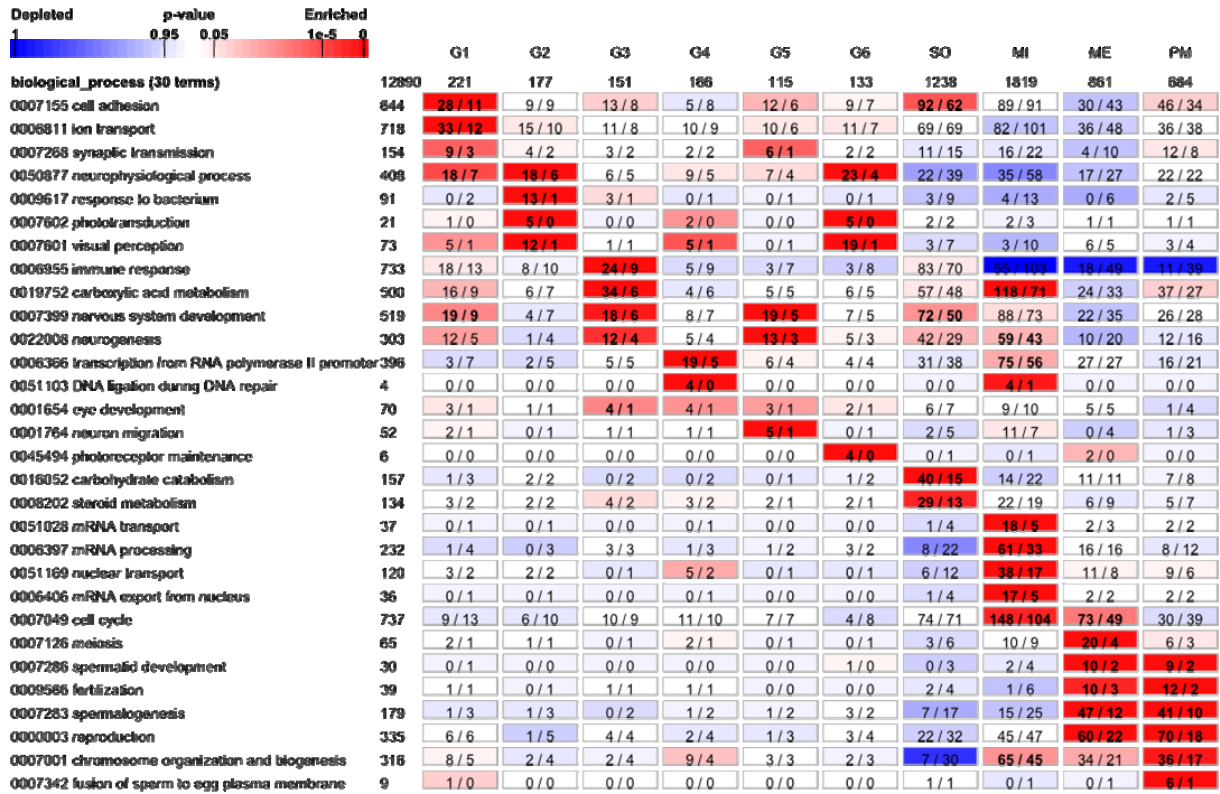 Depleted p-value Enriched
1 0.95 0.05 1e-5 0
G1 G2 G3 G4 G5 G6 SO MI ME PM
biological_process (30 terms) 12890 221 177 151 186 115 133 1238 1819 861 684
0007155 cell adhesion 644 28 / 11 9 / 9 13 / 8 5 / 8 12 / 6 9 / 7 92 / 62 89 / 91 30 / 43 46 / 34
0006811 ion transport 718 33 / 12 15 / 10 11 / 8 10 / 9 10 / 6 11 / 7 69 / 69 82 / 101 36 / 48 36 / 38
0007268 synaptic transmission 154 9 / 3 4 / 2 3 / 2 2 / 2 6 / 1 2 / 2 11 / 15 16 / 22 4 / 10 12 / 8
0050877 neurophysiological process 408 18 / 7 18 / 6 6 / 5 9 / 5 7 / 4 23 / 4 22 / 39 35 / 58 17 / 27 22 / 22
0009617 response to bacterium 91 0 / 2 13 / 1 3 / 1 0 / 1 0 / 1 0 / 1 3 / 9 4 / 13 0 / 6 2 / 5
0007602 phototransduction 21 1 / 0 5 / 0 0 / 0 2 / 0 0 / 0 5 / 0 2 / 2 2 / 3 1 / 1 1 / 1
0007601 visual perception 73 5 / 1 12 / 1 1 / 1 5 / 1 0 / 1 19 / 1 3 / 7 3 / 10 6 / 5 3 / 4
0006955 immune response 733 18 / 13 8 / 10 24 / 9 5 / 9 3 / 7 3 / 8 83 / 70 55 / 103 18 / 49 11 / 39
0019752 carboxylic acid metabolism 500 16 / 9 6 / 7 34 / 6 4 / 6 5 / 5 6 / 5 57 / 48 118 / 71 24 / 33 37 / 27
0007399 nervous system development 519 19 / 9 4 / 7 18 / 6 8 / 7 19 / 5 7 / 5 72 / 50 88 / 73 22 / 35 26 / 28
0022008 neurogenesis 303 12 / 5 1 / 4 12 / 4 5 / 4 13 / 3 5 / 3 42 / 29 59 / 43 10 / 20 12 / 16
0006366 transcription from RNA polymerase II promoter 396 3 / 7 2 / 5 5 / 5 19 / 5 6 / 4 4 / 4 31 / 38 75 / 56 27 / 27 16 / 21
0051103 DNA ligation during DNA repair 4 0 / 0 0 / 0 0 / 0 4 / 0 0 / 0 0 / 0 0 / 0 4 / 1 0 / 0 0 / 0
0001654 eye development 70 3 / 1 1 / 1 4 / 1 4 / 1 3 / 1 2 / 1 6 / 7 9 / 10 5 / 5 1 / 4
0001764 neuron migration 52 2 / 1 0 / 1 1 / 1 1 / 1 5 / 1 0 / 1 2 / 5 11 / 7 0 / 4 1 / 3
0045494 photoreceptor maintenance 6 0 / 0 0 / 0 0 / 0 0 / 0 0 / 0 4 / 0 0 / 1 0 / 1 2 / 0 0 / 0
0016052 carbohydrate catabolism 157 1 / 3 2 / 2 0 / 2 0 / 2 0 / 1 1 / 2 40 / 15 14 / 22 11 / 11 7 / 8
0008202 steroid metabolism 134 3 / 2 2 / 2 4 / 2 3 / 2 2 / 1 2 / 1 29 / 13 22 / 19 6 / 9 5 / 7
0051028 mRNA transport 37 0 / 1 0 / 1 0 / 0 0 / 1 0 / 0 0 / 0 1 / 4 18 / 5 2 / 3 2 / 2
0006397 mRNA processing 232 1 / 4 0 / 3 3 / 3 1 / 3 1 / 2 3 / 2 8 / 22 61 / 33 16 / 16 8 / 12
0051169 nuclear transport 120 3 / 2 2 / 2 0 / 1 5 / 2 0 / 1 0 / 1 6 / 12 38 / 17 11 / 8 9 / 6
0006406 mRNA export from nucleus 36 0 / 1 0 / 1 0 / 0 0 / 1 0 / 0 0 / 0 1 / 4 17 / 5 2 / 2 2 / 2
0007049 cell cycle 737 9 / 13 6 / 10 10 / 9 11 / 10 7 / 7 4 / 8 74 / 71 148 / 104 73 / 49 30 / 39
0007126 meiosis 65 2 / 1 1 / 1 0 / 1 2 / 1 0 / 1 0 / 1 3 / 6 10 / 9 20 / 4 6 / 3
0007286 spermatid development 30 0 / 1 0 / 0 0 / 0 0 / 0 0 / 0 1 / 0 0 / 3 2 / 4 10 / 2 9 / 2
0009566 fertilization 39 1 / 1 0 / 1 1 / 1 1 / 1 0 / 0 0 / 0 2 / 4 1 / 6 10 / 3 12 / 2
0007283 spermatogenesis 179 1 / 3 1 / 3 0 / 2 1 / 2 1 / 2 3 / 2 7 / 17 15 / 25 47 / 12 41 / 10
0000003 reproduction 335 6 / 6 1 / 5 4 / 4 2 / 4 1 / 3 3 / 4 22 / 32 45 / 47 60 / 22 70 / 18
0007001 chromosome organization and biogenesis 316 8 / 5 2 / 4 2 / 4 9 / 4 3 / 3 2 / 3 7 / 30 65 / 45 34 / 21 36 / 17
0007342 fusion of sperm to egg plasma membrane 9 1 / 0 0 / 0 0 / 0 0 / 0 0 / 0 0 / 0 1 / 1 0 / 1 0 / 1 6 / 1